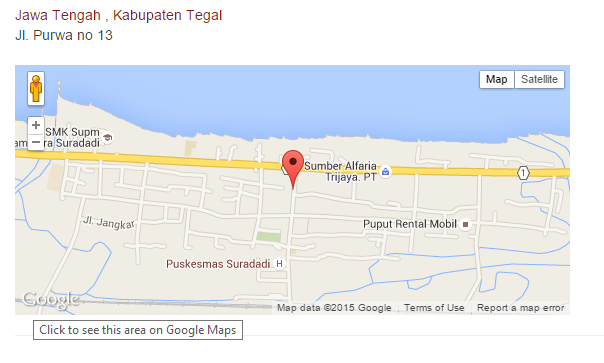 Jawa Tengah , Kabupaten Tegal
Jl. Purwa no 13
Map Satellite
+
SMK Supm
ra Suradadi
−
Sumber Alfaria
Trijaya. PT
1
Jl. Jangkar
Puput Rental Mobil
Puskesmas Suradadi H
Google
Map data ©2015 Google Terms of Use Report a map error
Click to see this area on Google Maps